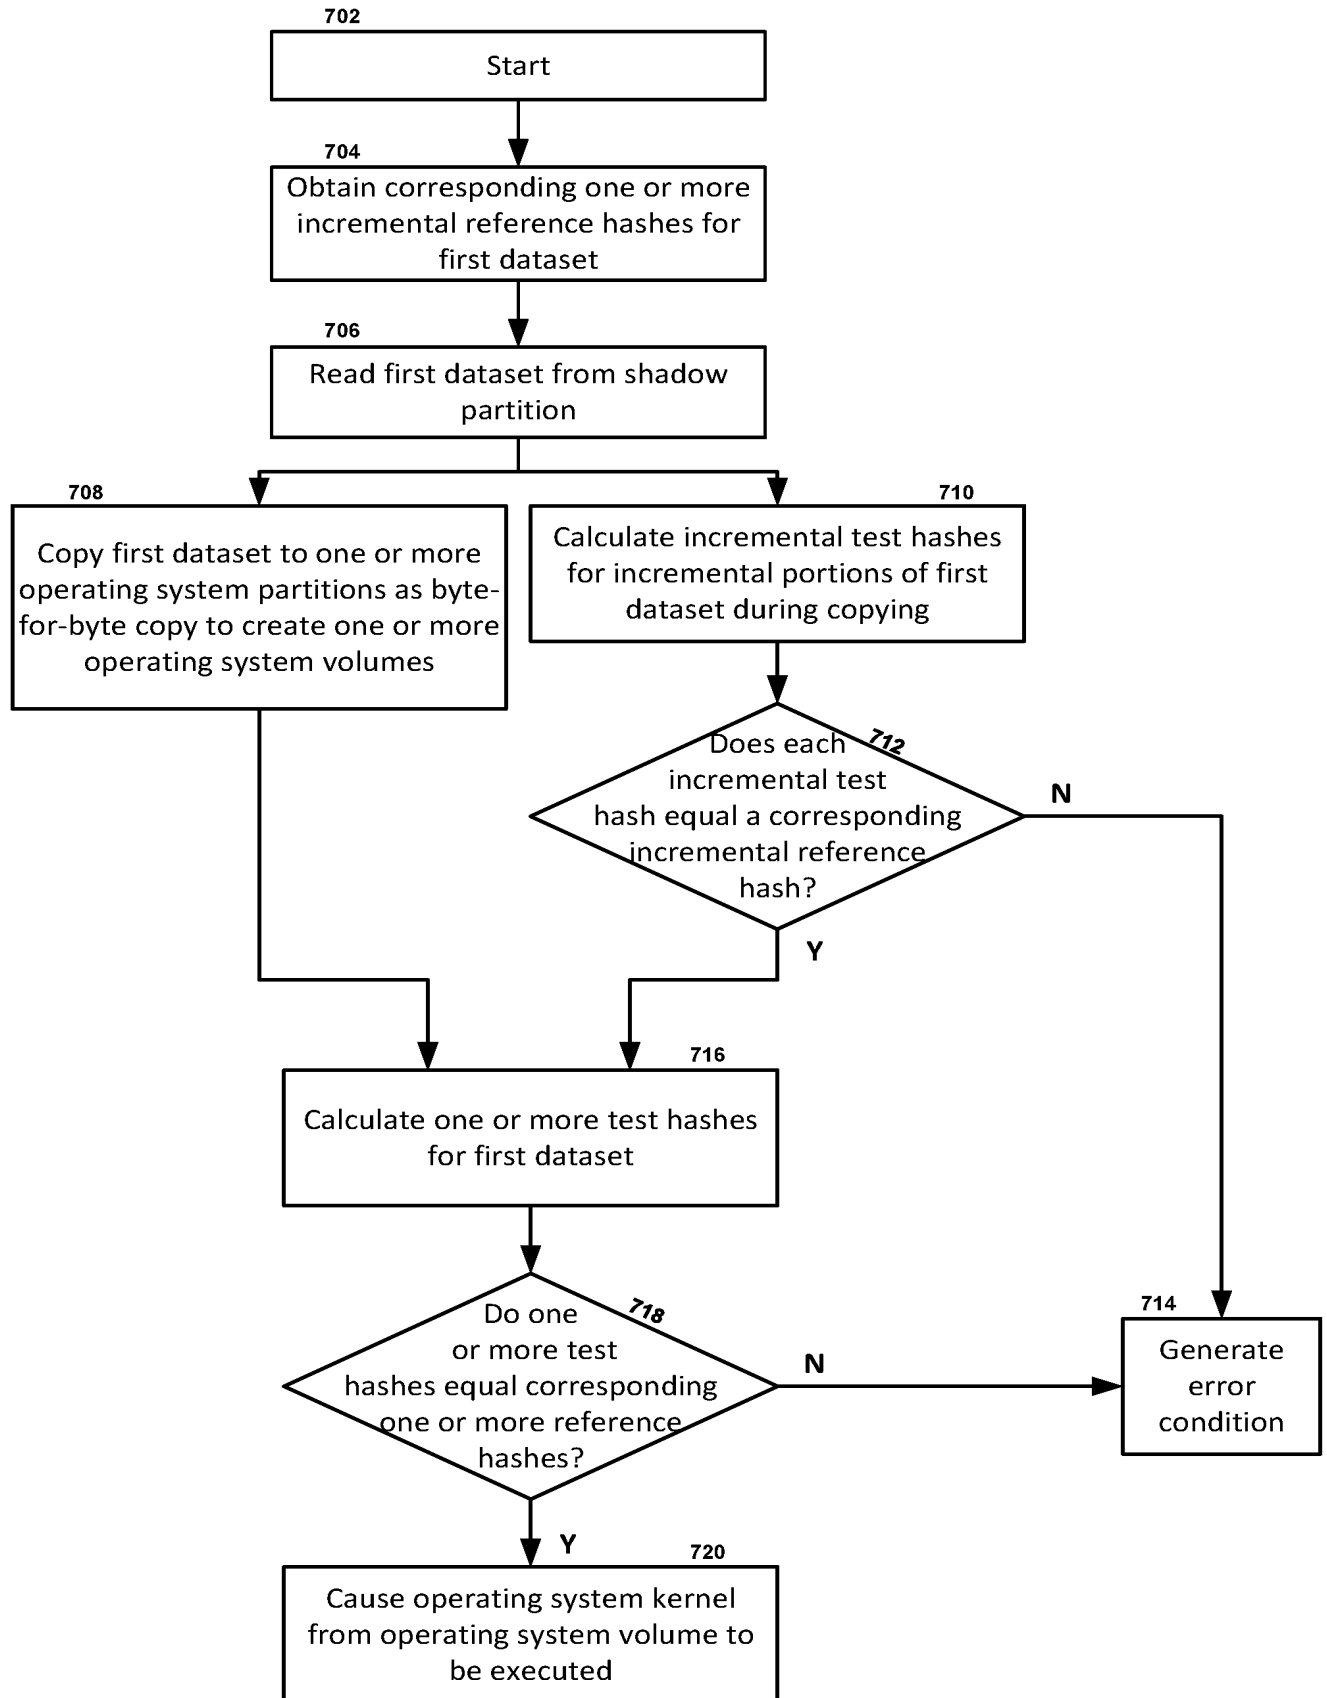 702
Start
704
Obtain corresponding one or more
incremental reference hashes for
first dataset
706
Read first dataset from shadow
partition
708
Copy first dataset to one or more
operating system partitions as byte-
for-byte copy to create one or more
operating system volumes
710
Calculate incremental test hashes
for incremental portions of first
dataset during copying
712
Does each
incremental test
hash equal a corresponding
incremental reference
hash?
N
Y
716
Calculate one or more test hashes
for first dataset
718
Do one
or more test
hashes equal corresponding
one or more reference
hashes?
N
714
Generate
error
condition
Y
720
Cause operating system kernel
from operating system volume to
be executed